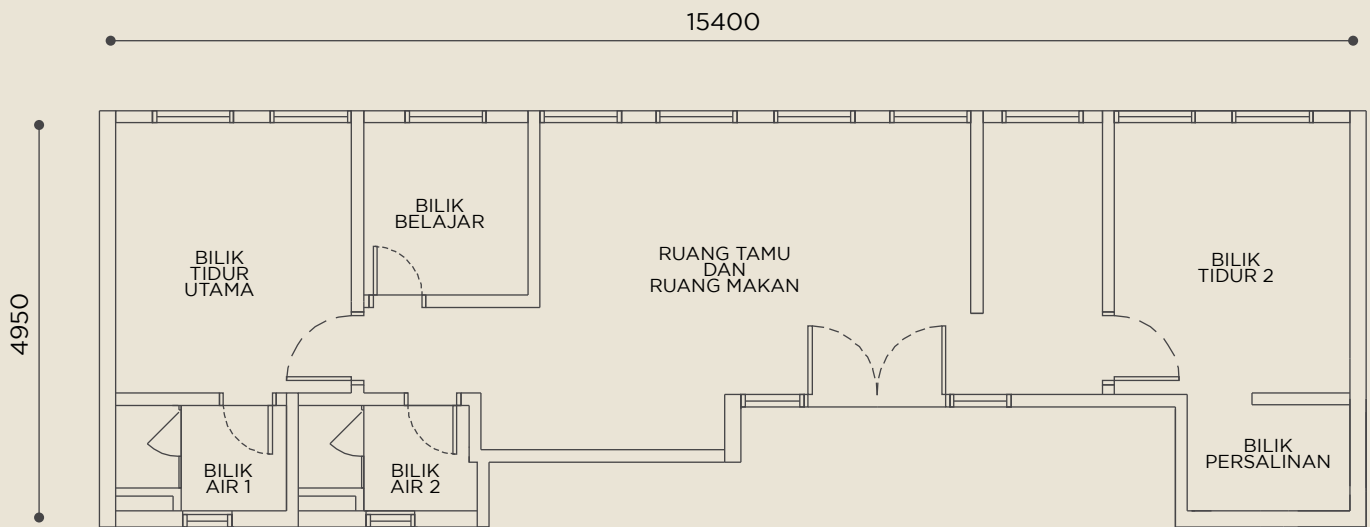 15400
4950
BILIK
TIDUR
UTAMA
BILIK
BELAJAR
RUANG TAMU
DAN
RUANG MAKAN
BILIK
TIDUR 2
BILIK
AIR 1
BILIK
AIR 2
BILIK
PERSALINAN